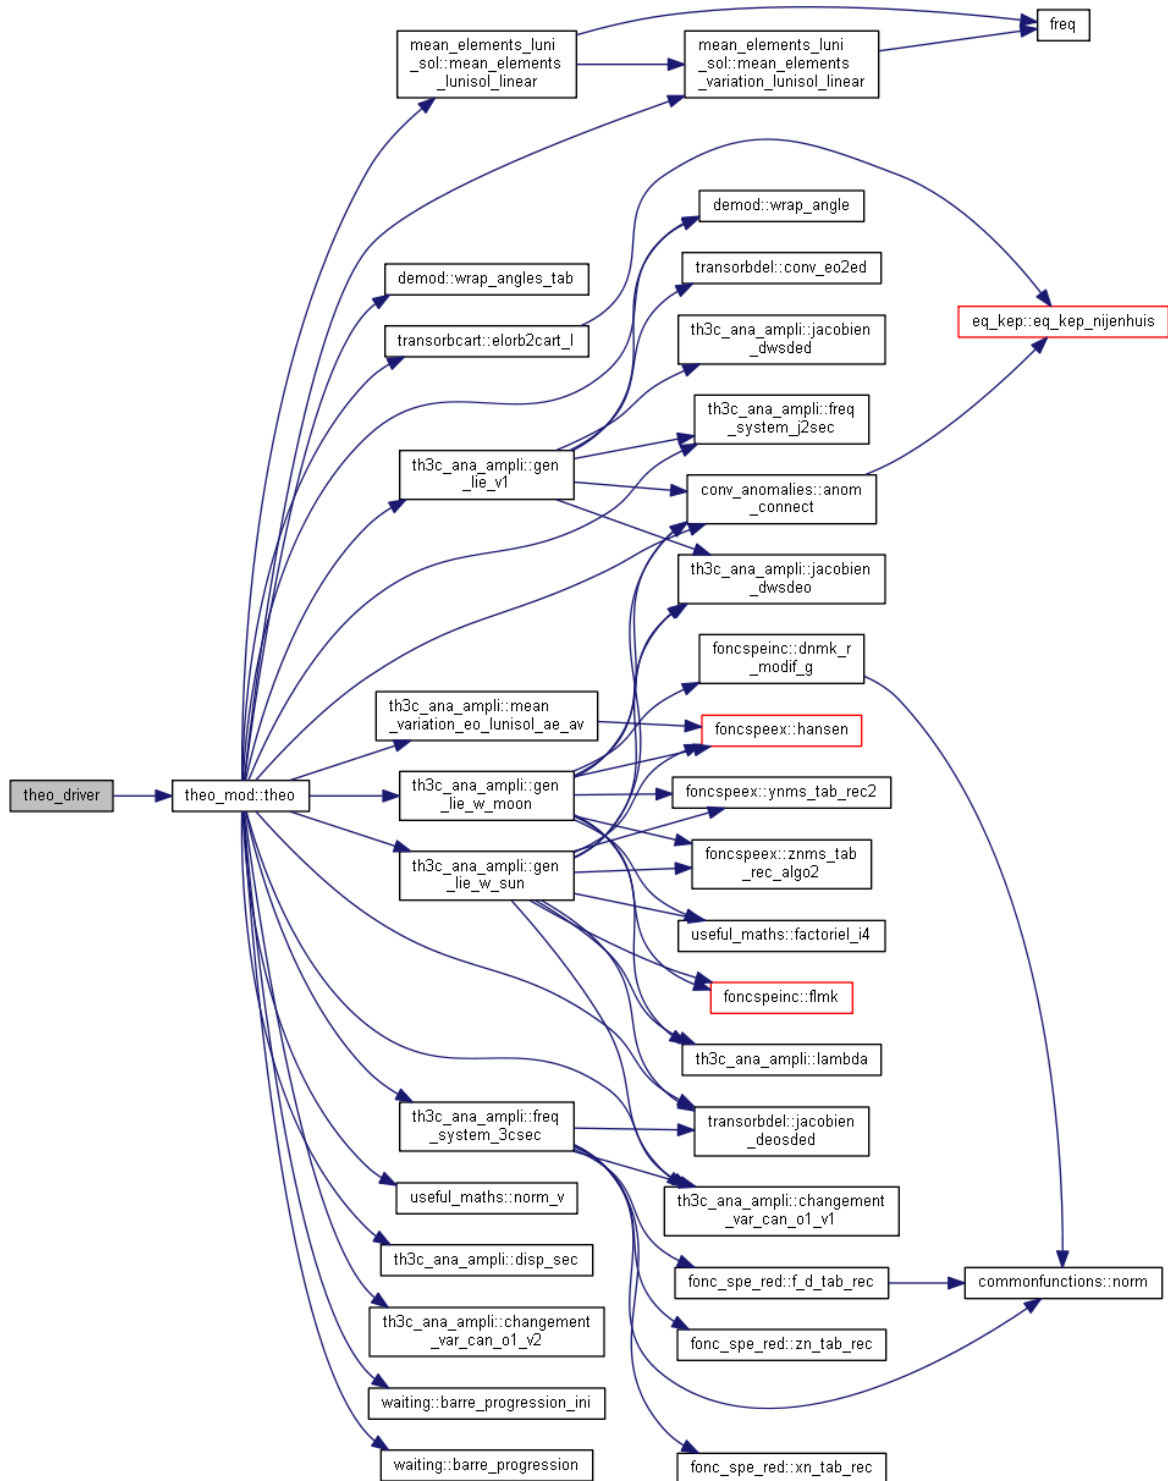 freq
mean_elements_luni
_sol::mean_elements
_lunisol_linear
mean_elements_luni
_sol::mean_elements
_variation_lunisol_linear
demod::wrap_angle
transorbdel::conv_eo2ed
demod::wrap_angles_tab
th3c_ana_ampli::jacobien
_dwsded
eq_kep::eq_kep_nijenhuis
transorbcart::elorb2cart_l
th3c_ana_ampli::freq
_system_j2sec
th3c_ana_ampli::gen
_lie_v1
conv_anomalies::anom
_connect
th3c_ana_ampli::jacobien
_dwsdeo
foncspeinc::dnmk_r
_modif_g
th3c_ana_ampli::mean
_variation_eo_lunisol_ae_av
foncspeex::hansen
theo_driver
theo_mod::theo
th3c_ana_ampli::gen
_lie_w_moon
foncspeex::ynms_tab_rec2
th3c_ana_ampli::gen
_lie_w_sun
foncspeex::znms_tab
_rec_algo2
useful_maths::factoriel_i4
foncspeinc::flmk
th3c_ana_ampli::lambda
th3c_ana_ampli::freq
_system_3csec
transorbdel::jacobien
_deosded
useful_maths::norm_v
th3c_ana_ampli::changement
_var_can_o1_v1
th3c_ana_ampli::disp_sec
fonc_spe_red::f_d_tab_rec
commonfunctions::norm
th3c_ana_ampli::changement
_var_can_o1_v2
fonc_spe_red::zn_tab_rec
waiting::barre_progression_ini
waiting::barre_progression
fonc_spe_red::xn_tab_rec